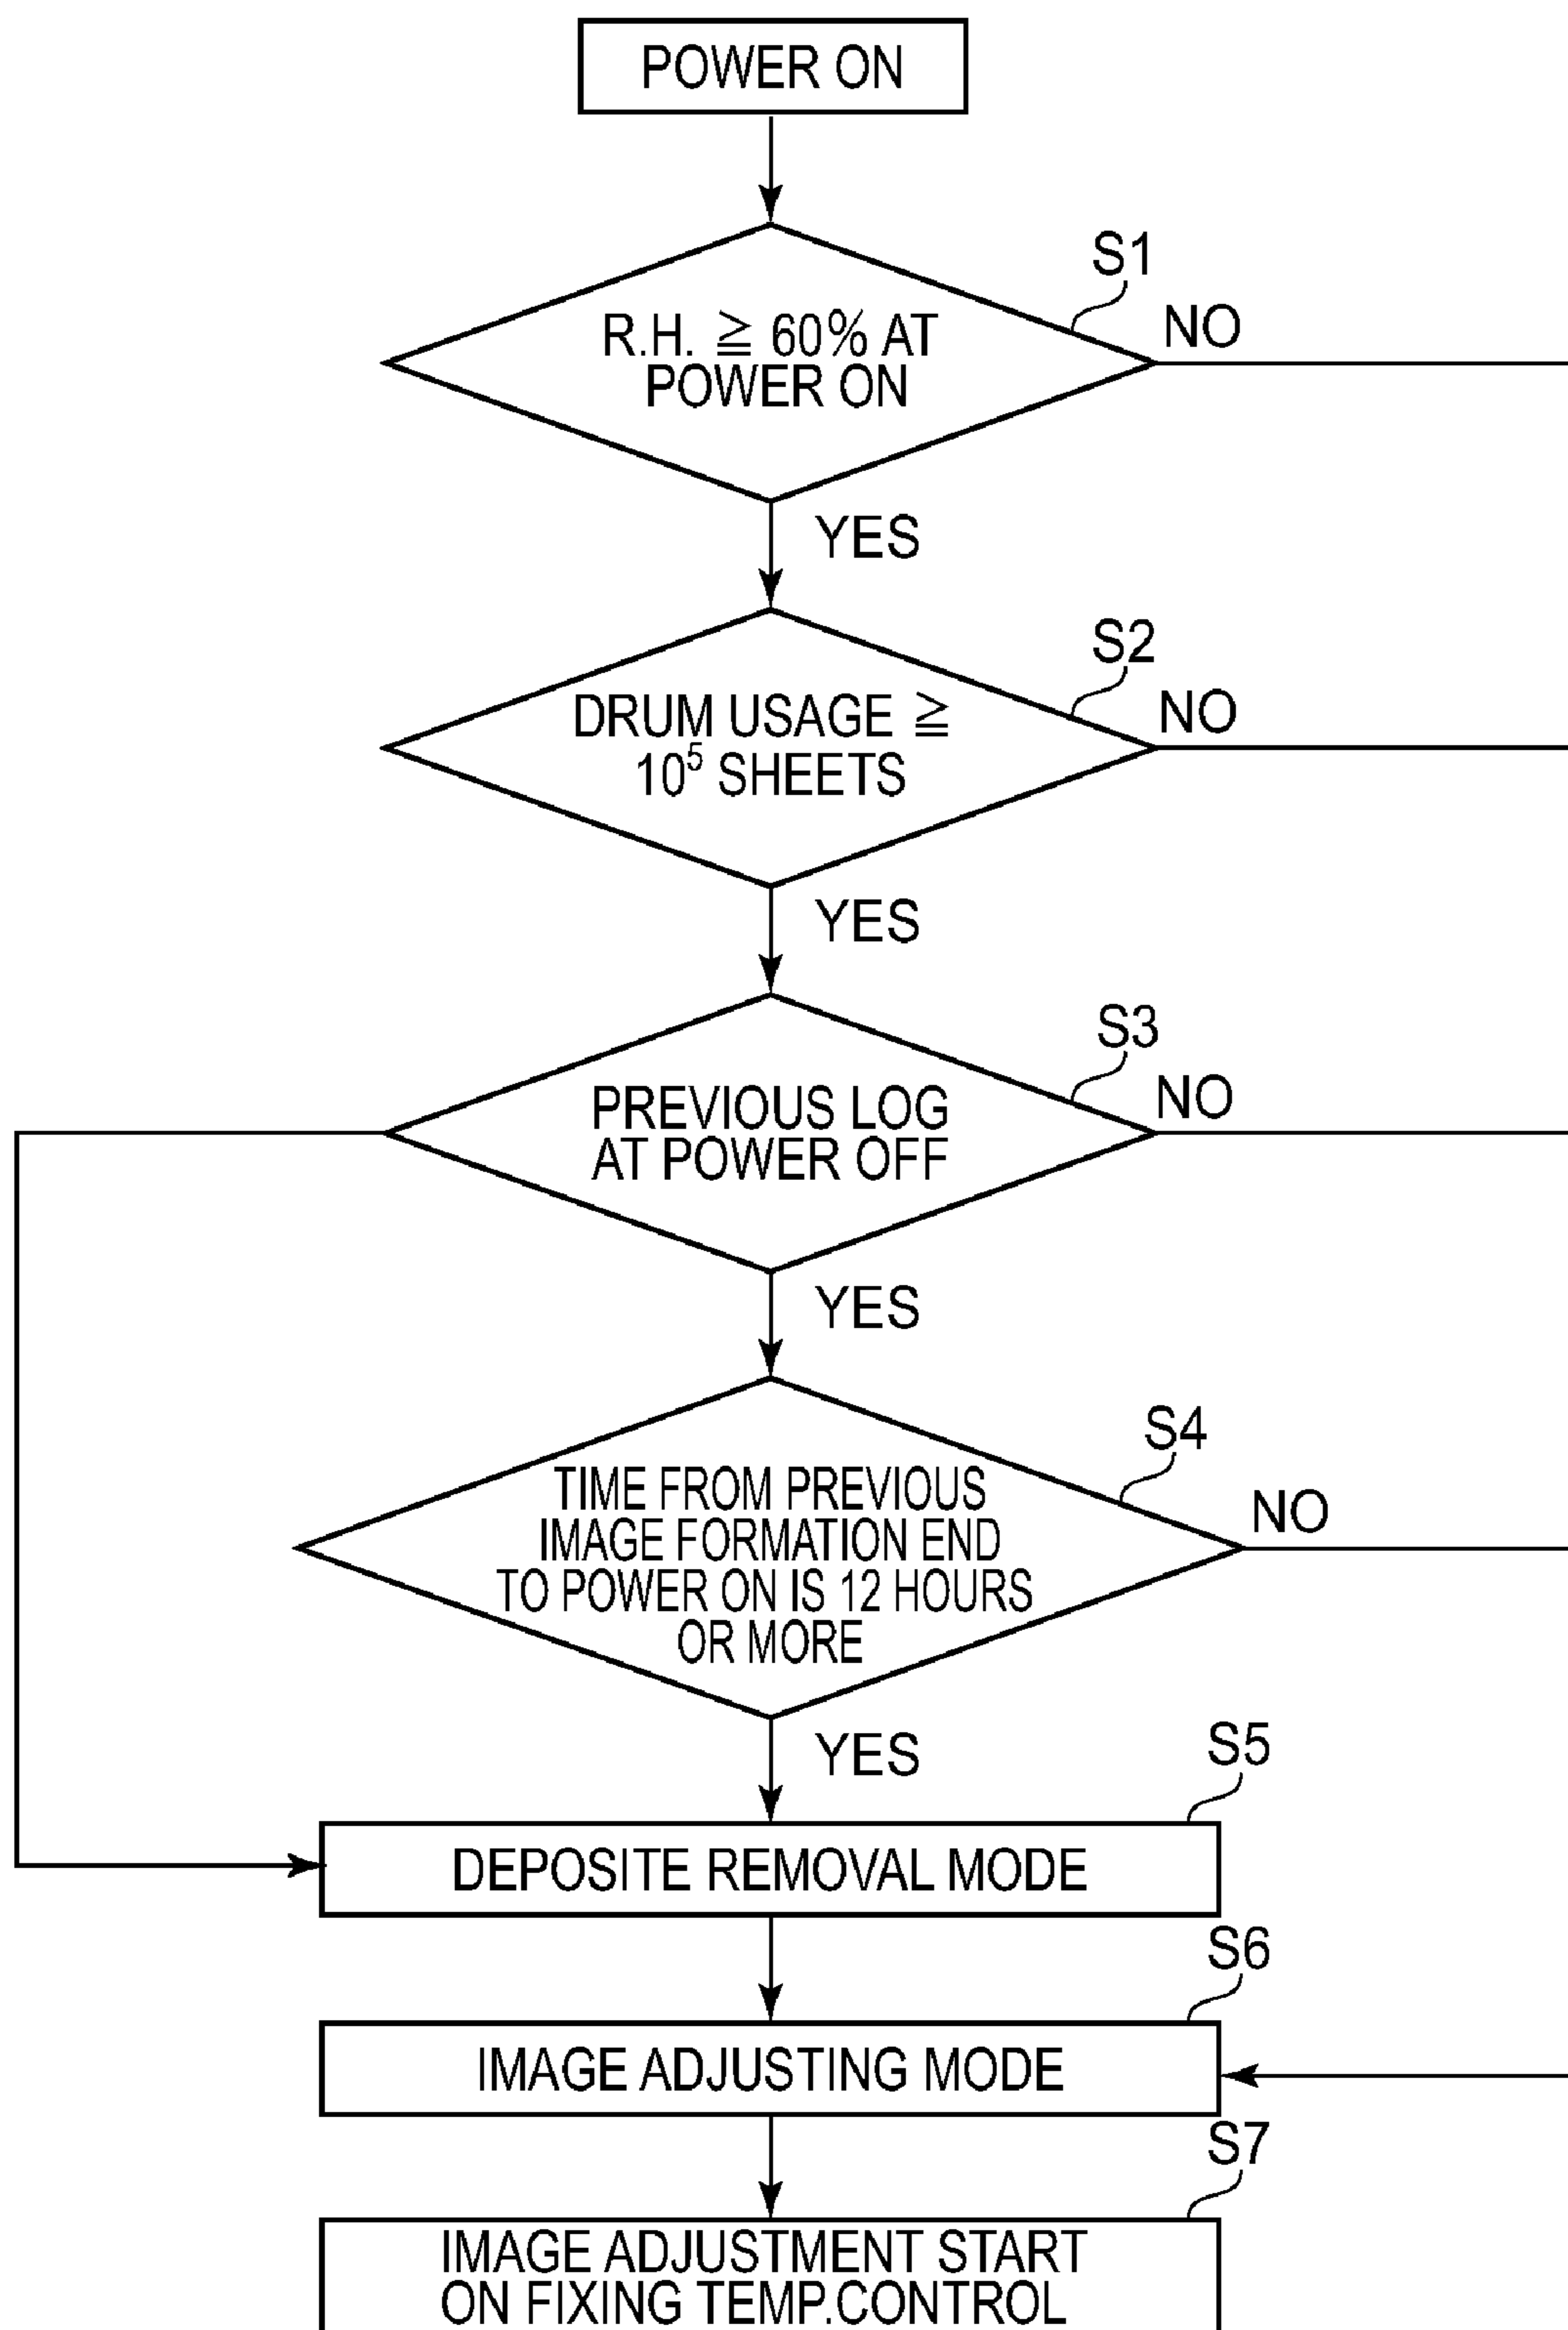 POWER ON
S1
R.H. ≧ 60% AT
POWER ON
NO
YES
S2
DRUM USAGE ≧
10⁵ SHEETS
NO
YES
S3
PREVIOUS LOG
AT POWER OFF
NO
YES
S4
TIME FROM PREVIOUS
IMAGE FORMATION END
TO POWER ON IS 12 HOURS
OR MORE
NO
YES
S5
DEPOSITE REMOVAL MODE
S6
IMAGE ADJUSTING MODE
S7
IMAGE ADJUSTMENT START
ON FIXING TEMP.CONTROL